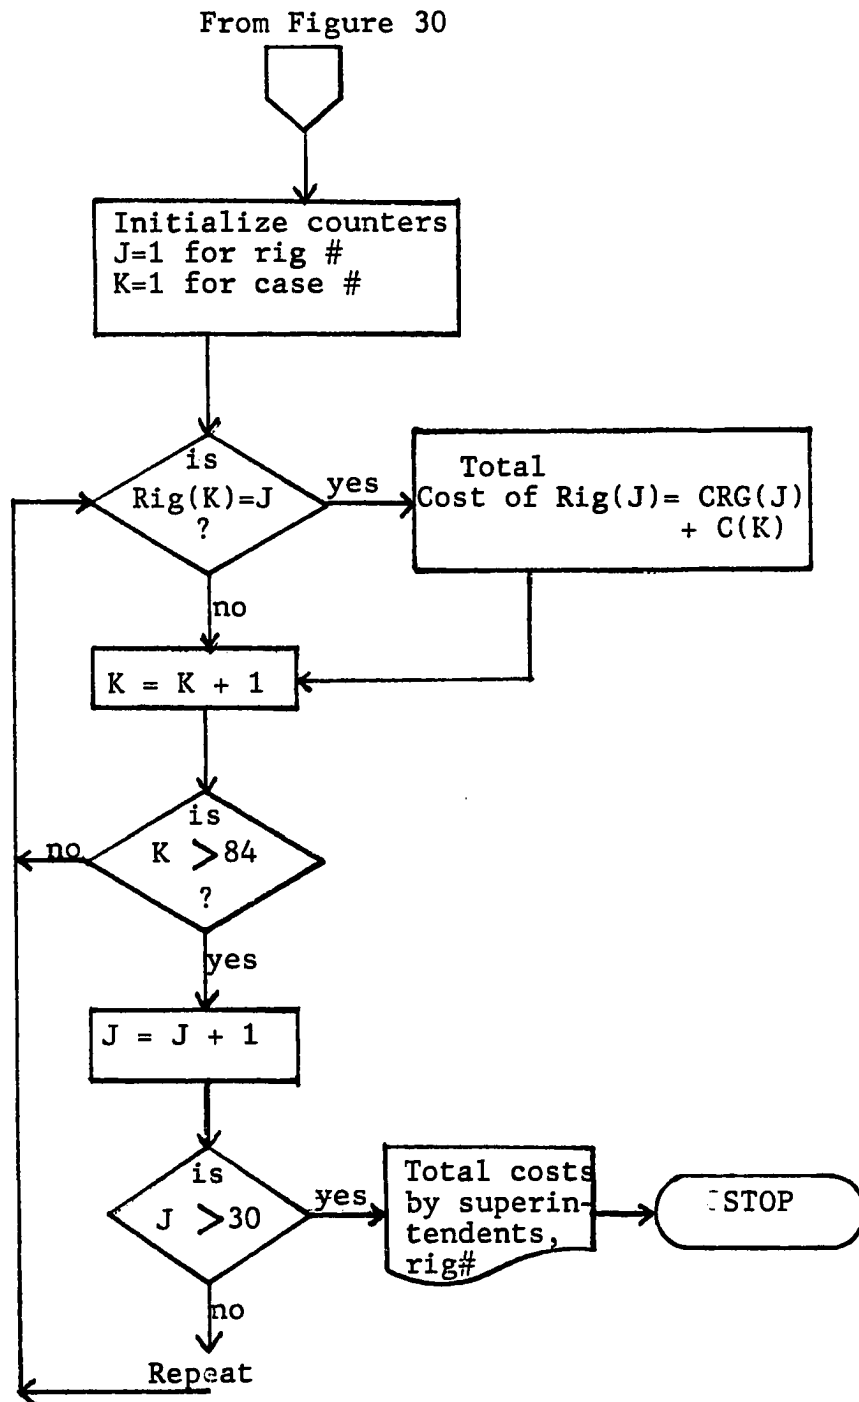 From Figure 30
Initialize counters
J=1 for rig #
K=1 for case #
is
Rig(K)=J
?
yes
Total
Cost of Rig(J)= CRG(J)
+ C(K)
no
K = K + 1
is
K >84
?
no
yes
J = J + 1
is
J >30
yes
Total costs
by superin-
tendents,
rig#
STOP
no
Repeat